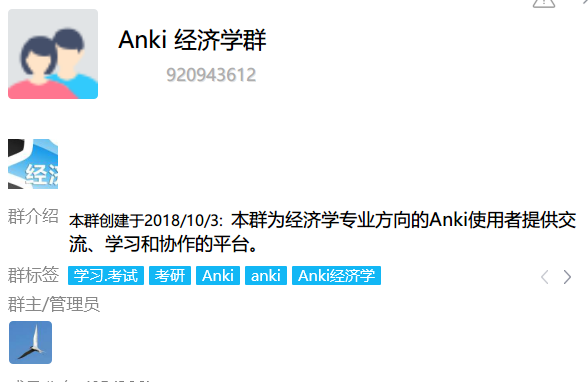 Anki 经济学群
920943612
经济
群介绍
本群创建于2018/10/3: 本群为经济学专业方向的Anki使用者提供交
流、学习和协作的平台。
群标签 学习.考试 考研 Anki anki Anki经济学
群主/管理员